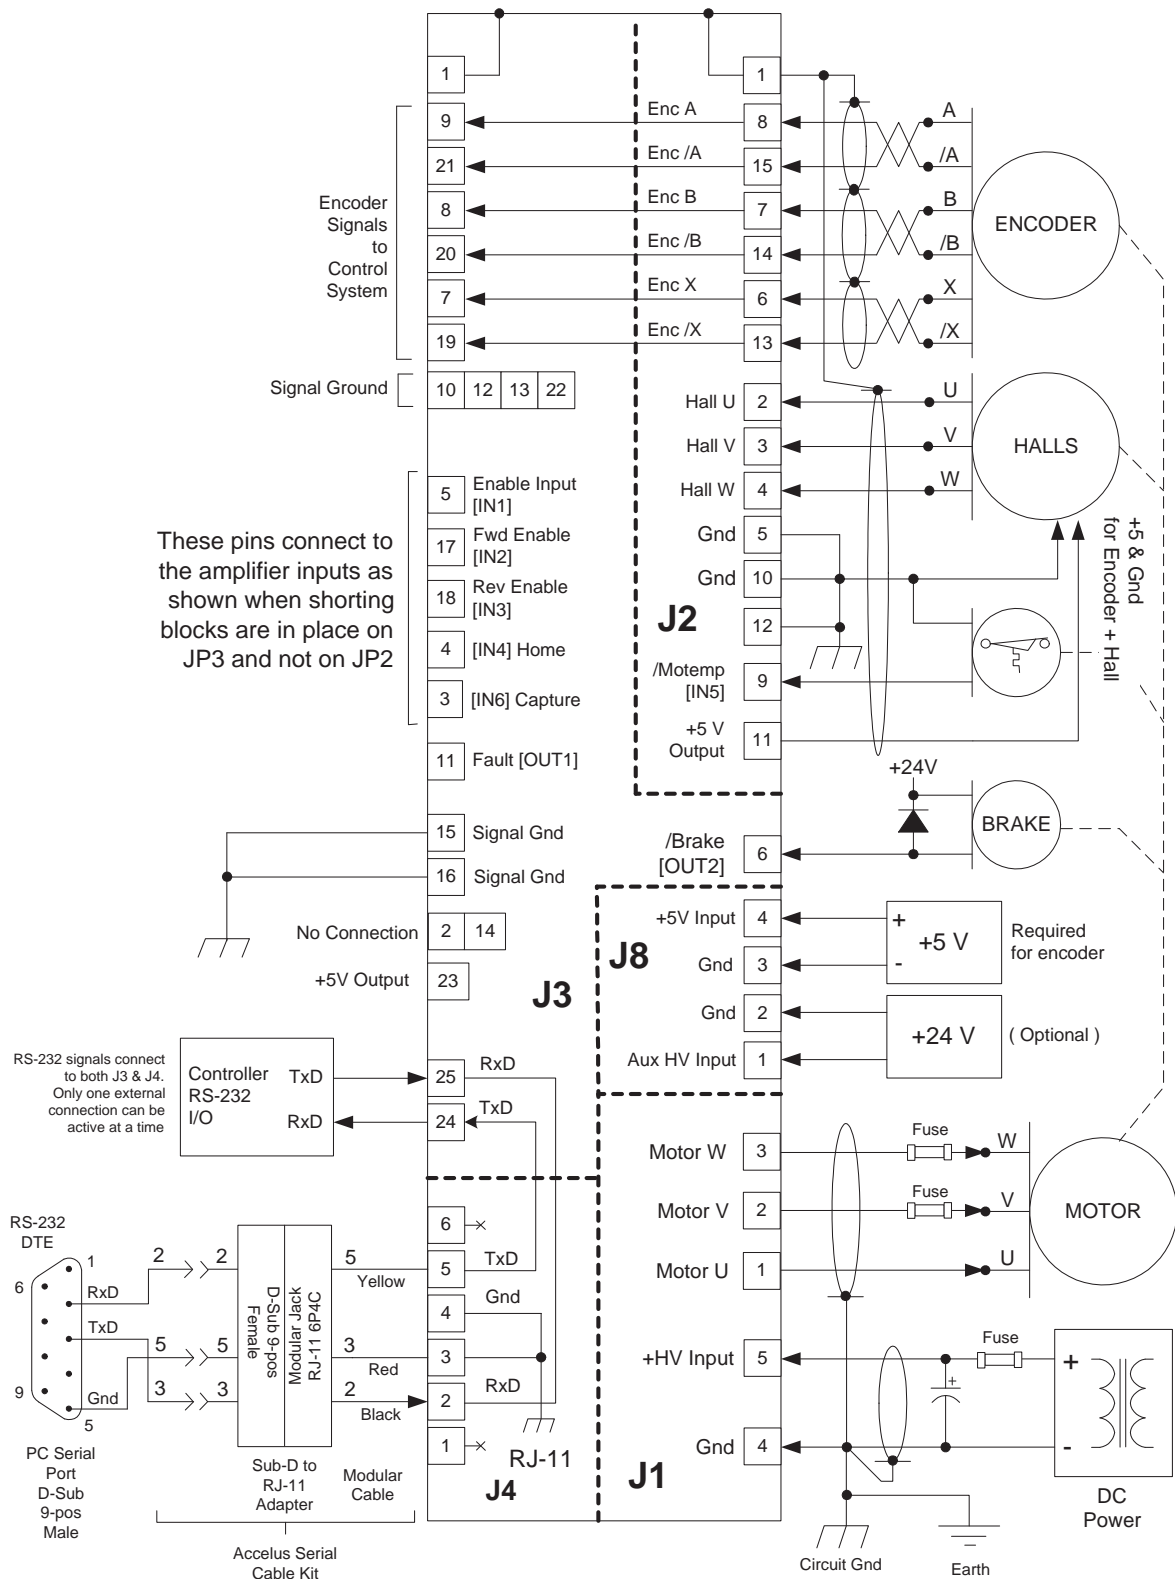 1
1
9
Enc A
8
A
21
Enc /A
15
/A
Encoder
Signals
to
Control
System
8
Enc B
7
B
20
Enc /B
14
/B
7
Enc X
6
X
19
Enc /X
13
/X
ENCODER
Signal Ground
10 12 13 22
Hall U
2
U
Hall V
3
V
Hall W
4
W
HALLS
These pins connect to
the amplifier inputs as
shown when shorting
blocks are in place on
JP3 and not on JP2
5
Enable Input
[IN1]
17
Fwd Enable
[IN2]
18
Rev Enable
[IN3]
4
[IN4] Home
3
[IN6] Capture
11
Fault [OUT1]
Gnd
5
Gnd
10
J2
12
/Motemp
[IN5]
9
+5 V
Output
11
+5 & Gnd
for Encoder + Hall
+24V
BRAKE
/Brake
[OUT2]
6
15
Signal Gnd
16
Signal Gnd
No Connection
2 14
+5V Output
23
J3
J8
+5V Input
4
Gnd
3
Gnd
2
Aux HV Input
1
+
+5 V
-
Required
for encoder
+24 V
( Optional )
RS-232 signals connect
to both J3 & J4.
Only one external
connection can be
active at a time
Controller
RS-232
I/O
TxD
RxD
25
RxD
24
TxD
Motor W
3
Fuse
W
Motor V
2
Fuse
V
Motor U
1
U
MOTOR
RS-232
DTE
1
6
RxD
TxD
9
Gnd
5
2
2
5
5
3
3
D-Sub 9-pos
Female
Modular Jack
RJ-11 6P4C
5
Yellow
3
Red
2
Black
6
5
TxD
4
Gnd
3
2
RxD
1
RJ-11
J4
J1
+HV Input
5
Gnd
4
+
Fuse
+
-
DC
Power
PC Serial
Port
D-Sub
9-pos
Male
Sub-D to
RJ-11
Adapter
Modular
Cable
Accelus Serial
Cable Kit
Circuit Gnd
Earth